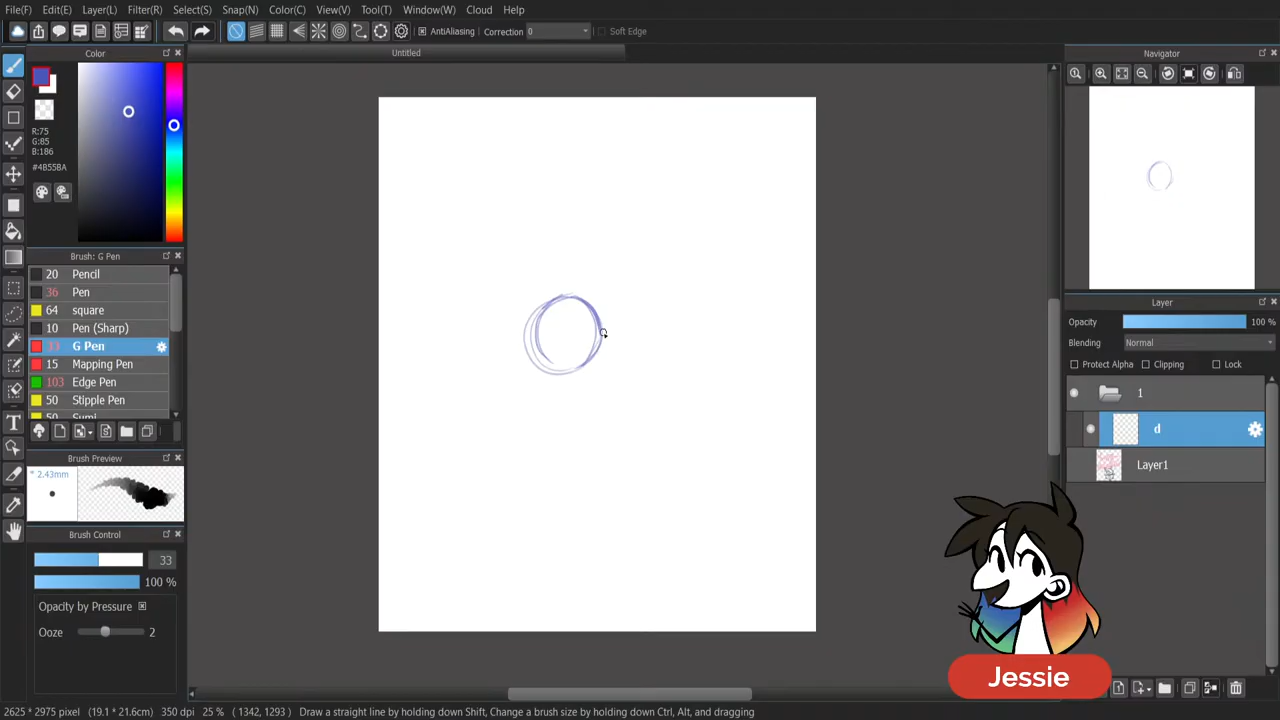 File(F) Edit(E) Layer(L) Filter(R) Select(S) Snap(N) Color(C) View(V) Tool(T) Window(W) Cloud Help
AntiAliasing Correction 0 Soft Edge
Untitled
Color
R:75
G:85
B:186
#4B55BA
Brush: G Pen
20 Pencil
36 Pen
64 square
10 Pen (Sharp)
33 G Pen
15 Mapping Pen
103 Edge Pen
50 Stipple Pen
50 Sumi
Brush Preview
* 2.43mm
Brush Control
33
100 %
Opacity by Pressure
Ooze 2
Navigator
Layer
Opacity 100 %
Blending Normal
Protect Alpha Clipping Lock
1
d
Layer1
Jessie
2625 * 2975 pixel (19.1 * 21.6cm) 350 dpi 25 % ( 1342, 1293 ) Draw a straight line by holding down Shift, Change a brush size by holding down Ctrl, Alt, and dragging